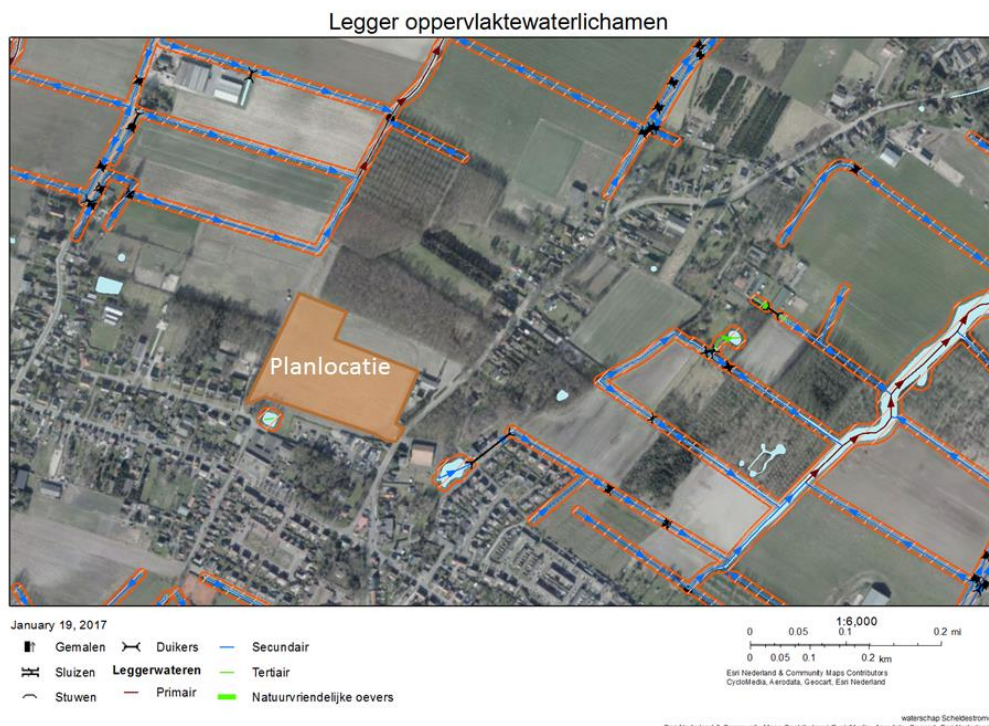 Legger oppervlaktewaterlichamen
Planlocatie
January 19, 2017
Gemalen
Duikers
Secundair
Sluizen
Leggerwateren
Tertiair
Stuwen
Primair
Natuurvriendelijke oevers
1:6,000
0 0.05 0.1 0.2 mi
0 0.05 0.1 0.2 km
Esri Nederland & Community Maps Contributors
CycloMedia, Aerodata, Geocart, Esri Nederland
waterschap Scheldestrome